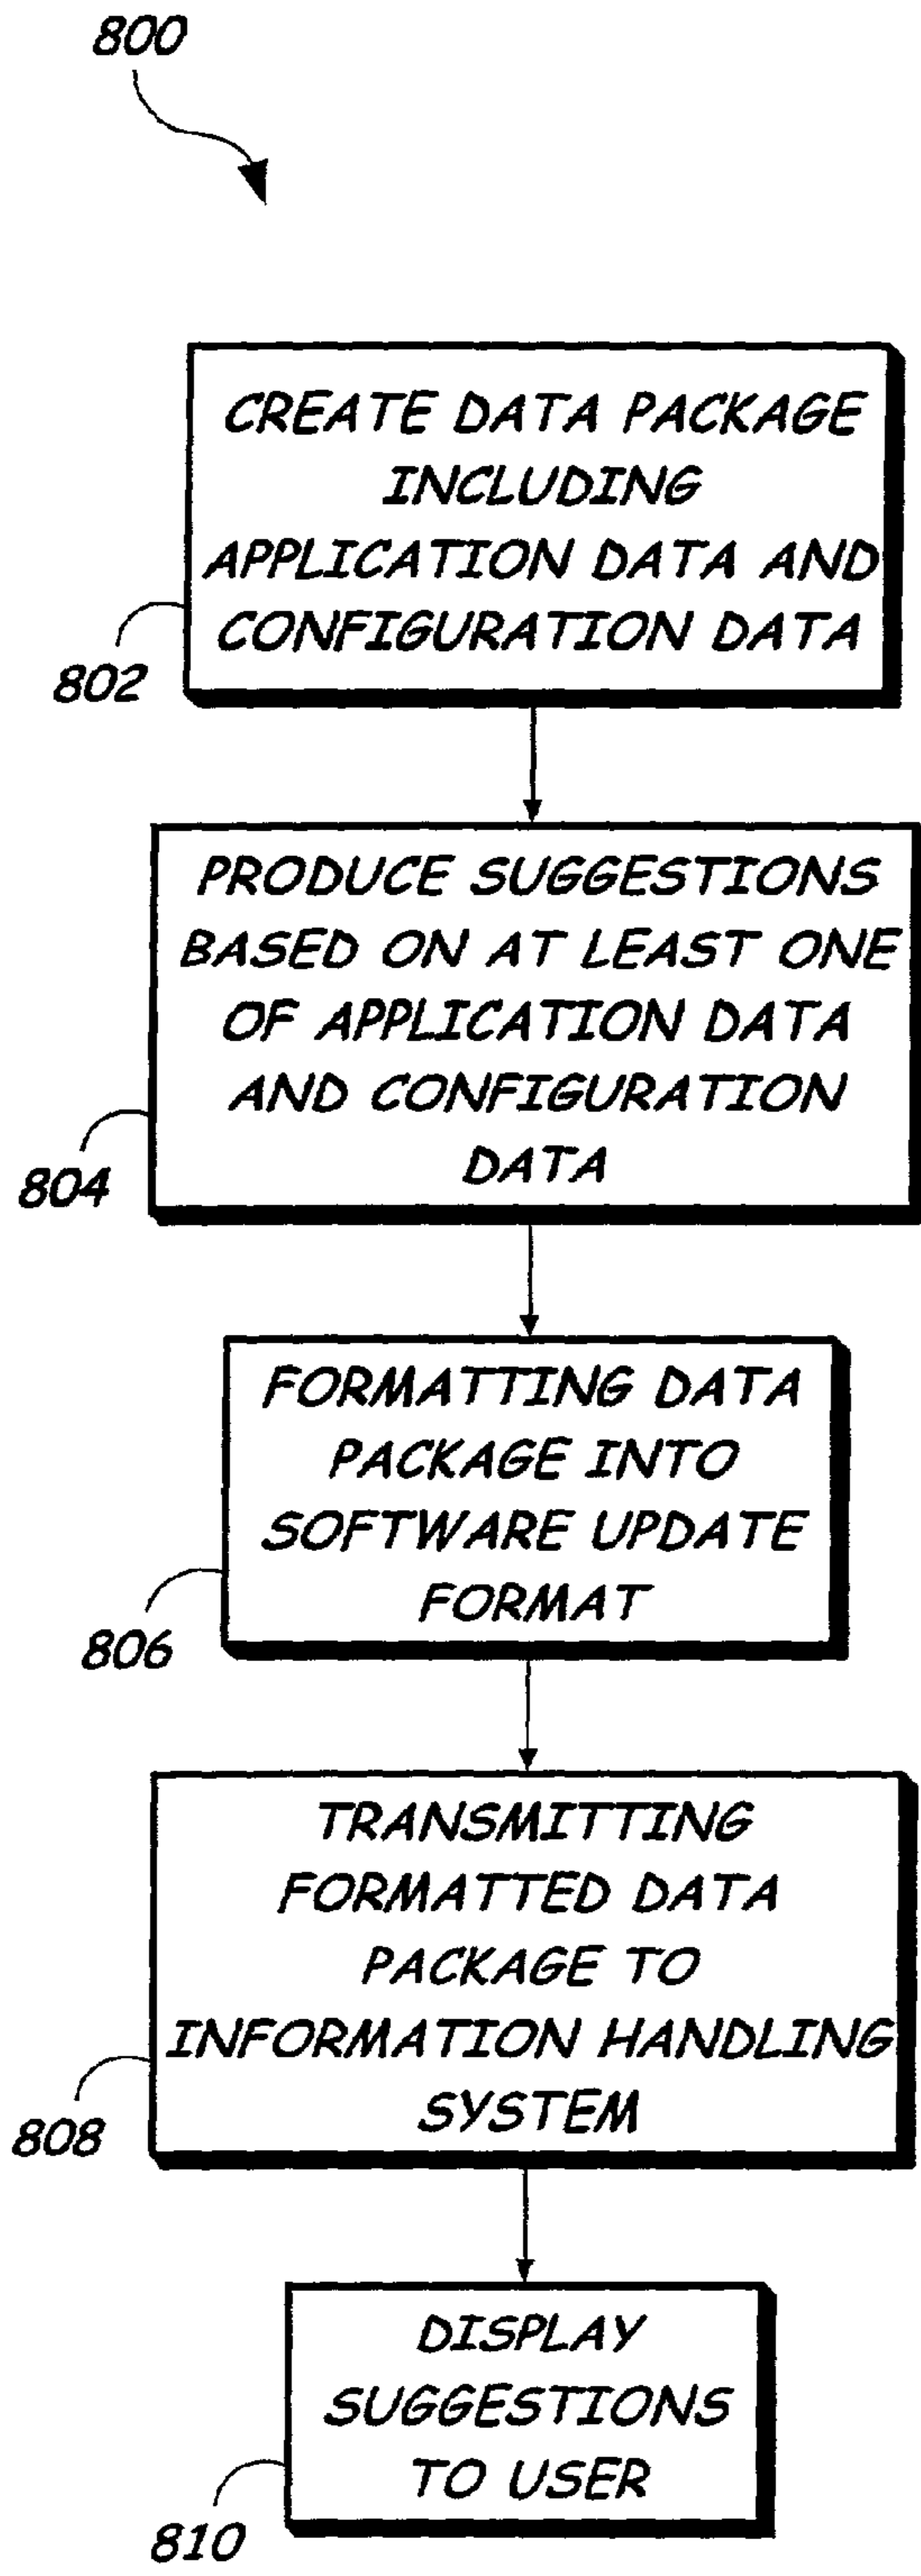 800
CREATE DATA PACKAGE
INCLUDING
APPLICATION DATA AND
CONFIGURATION DATA
802
PRODUCE SUGGESTIONS
BASED ON AT LEAST ONE
OF APPLICATION DATA
AND CONFIGURATION
DATA
804
FORMATTING DATA
PACKAGE INTO
SOFTWARE UPDATE
FORMAT
806
TRANSMITTING
FORMATTED DATA
PACKAGE TO
INFORMATION HANDLING
SYSTEM
808
DISPLAY
SUGGESTIONS
TO USER
810